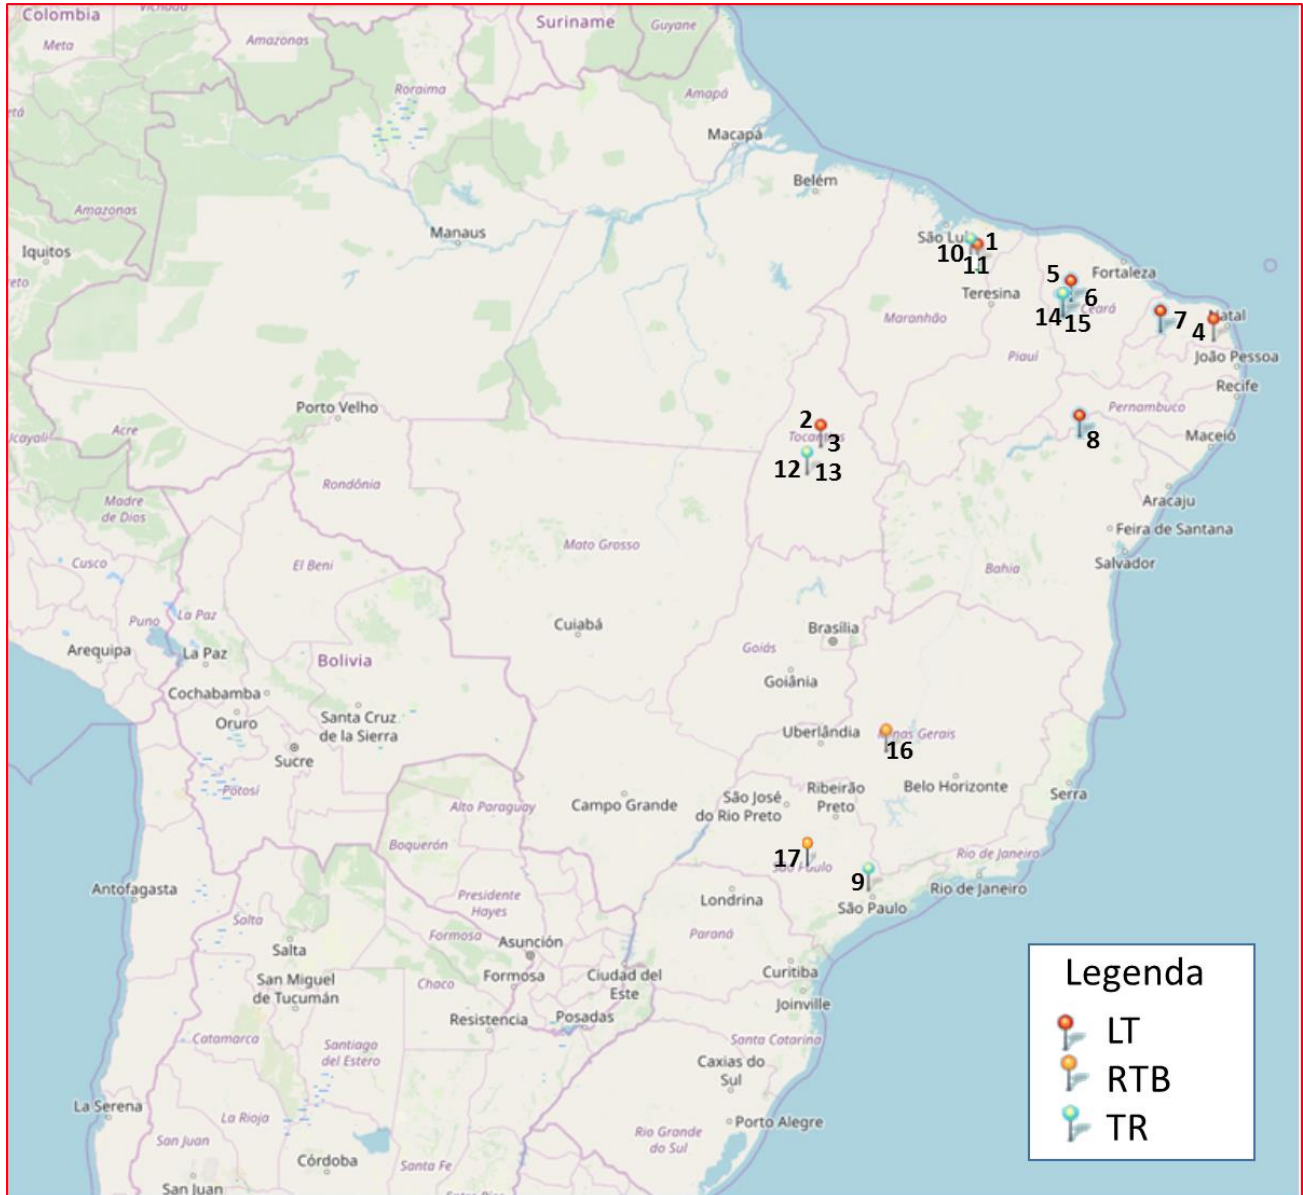 Colombia
Vichada
Suriname
Guyane
Meta
Amazonas
Roraima
Amapá
Macapá
Belém
Amazonas
Manaus
Iquitos
São Lu
1
10
11
Teresina
Fortaleza
5
6
Ceará
14 15
Maranhão
7
4
Natal
João Pessoa
Piauí
Recife
Porto Velho
Pernambuco
Acre
Ucayali
2
Tocantins
3
8
Maceió
12
13
Rondônia
Madre
de Dios
Aracaju
Feira de Santana
Mato Grosso
Salvador
Cusco
El Beni
Bahia
La Paz
Puno
Cuiabá
Brasília
Arequipa
La Paz
Bolivia
Goiás
Goiânia
Cochabamba
Oruro
Santa Cruz
de la Sierra
Uberlândia
Minas Gerais
16
Sucre
Potosí
Alto Paraguay
Campo Grande
São José
do Rio Preto
Ribeirão
Preto
Belo Horizonte
Serra
Boquerón
17
São Paulo
Rio de Janeiro
9
Antofagasta
Presidente
Hayes
Londrina
São Paulo
Rio de Janeiro
Salta
Formosa
Asunción
Paraná
Salta
San Miguel
de Tucumán
Chaco
Formosa
Ciudad del
Este
Curitiba
Legenda
Resistencia
Posadas
Joinville
Catamarca
Santiago
del Estero
Santa Catarina
LT
Caxias do
Sul
RTB
La Serena
La Rioja
Porto Alegre
TR
San Juan
Rio Grande
do Sul
Córdoba
Santa Fe
San Juan
Entre Ríos